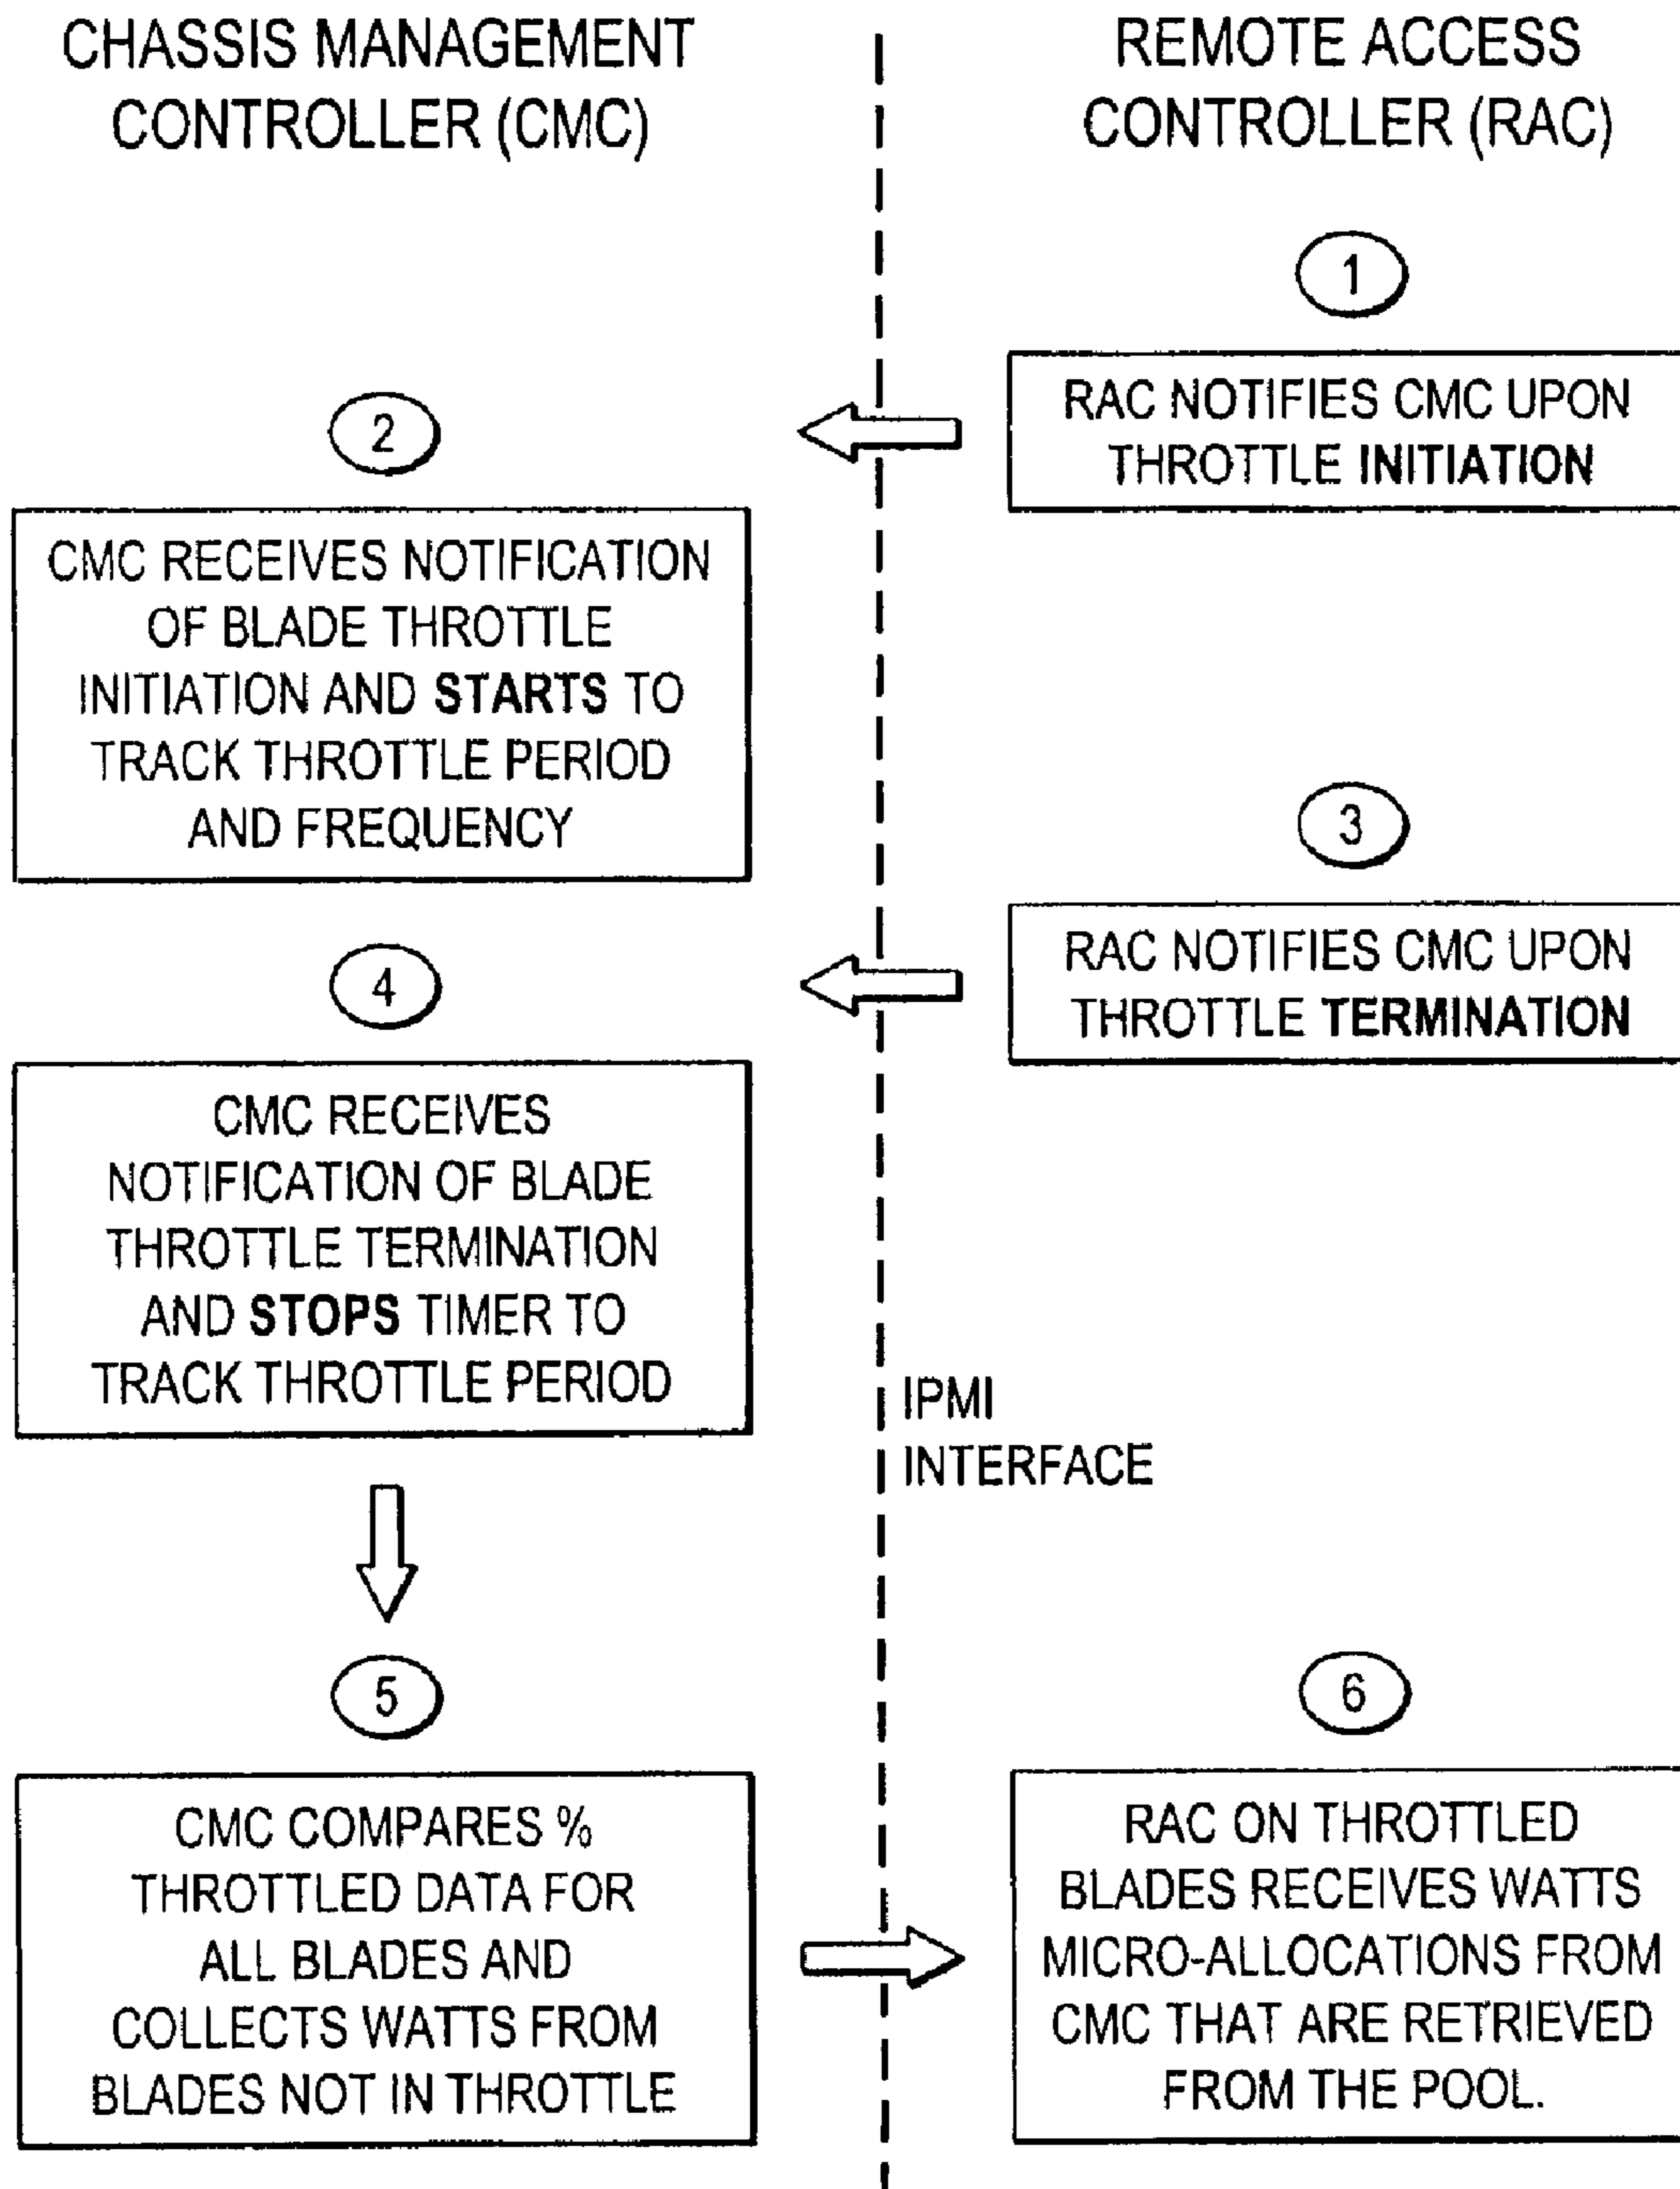 CHASSIS MANAGEMENT
CONTROLLER (CMC)
REMOTE ACCESS
CONTROLLER (RAC)
1
RAC NOTIFIES CMC UPON
THROTTLE INITIATION
2
CMC RECEIVES NOTIFICATION
OF BLADE THROTTLE
INITIATION AND STARTS TO
TRACK THROTTLE PERIOD
AND FREQUENCY
3
RAC NOTIFIES CMC UPON
THROTTLE TERMINATION
4
CMC RECEIVES
NOTIFICATION OF BLADE
THROTTLE TERMINATION
AND STOPS TIMER TO
TRACK THROTTLE PERIOD
IPMI
INTERFACE
5
CMC COMPARES %
THROTTLED DATA FOR
ALL BLADES AND
COLLECTS WATTS FROM
BLADES NOT IN THROTTLE
6
RAC ON THROTTLED
BLADES RECEIVES WATTS
MICRO-ALLOCATIONS FROM
CMC THAT ARE RETRIEVED
FROM THE POOL.